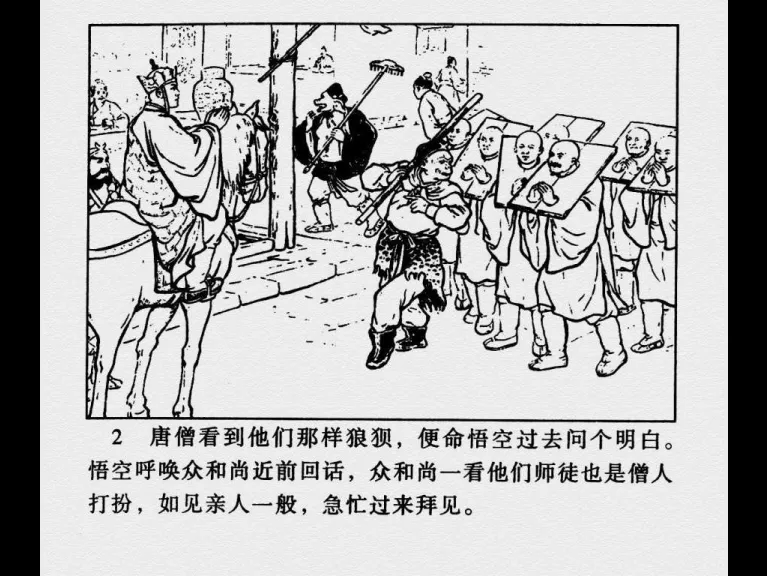 2 唐僧看到他们那样狼狈，便命悟空过去问个明白。
悟空呼唤众和尚近前回话，众和尚一看他们师徒也是僧人
打扮，如见亲人一般，急忙过来拜见。